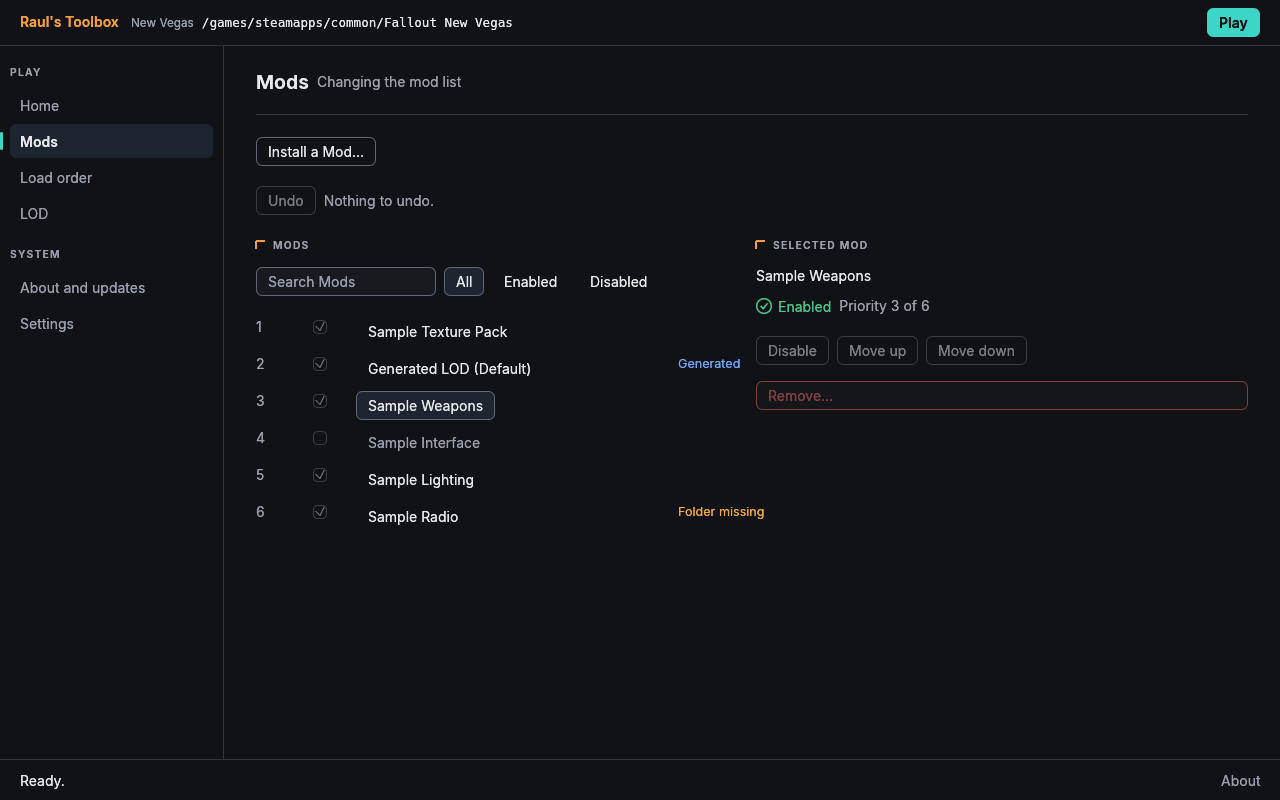 Raul's Toolbox New Vegas /games/steamapps/common/Fallout New Vegas Play
PLAY
Home
Mods
Load order
LOD
SYSTEM
About and updates
Settings
Mods Changing the mod list
Install a Mod...
Undo Nothing to undo.
MODS
Search Mods All Enabled Disabled
1 Sample Texture Pack
2 Generated LOD (Default) Generated
3 Sample Weapons
4 Sample Interface
5 Sample Lighting
6 Sample Radio Folder missing
SELECTED MOD
Sample Weapons
Enabled Priority 3 of 6
Disable Move up Move down
Remove...
Ready. About